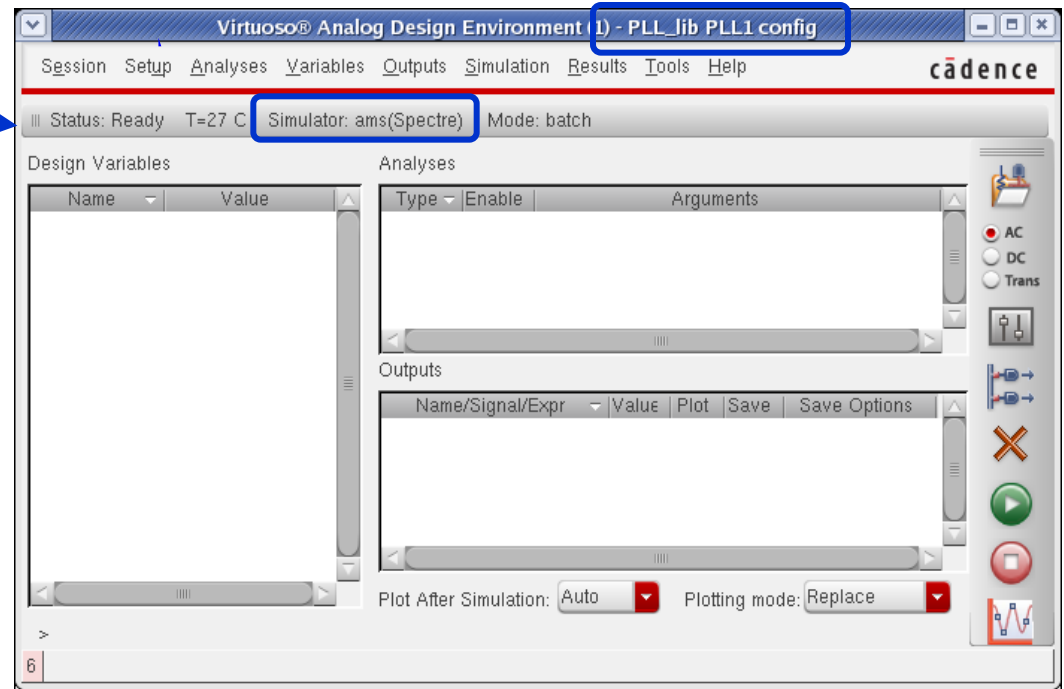 Virtuoso® Analog Design Environment (1) - PLL_lib PLL1 config
Session Setup Analyses Variables Outputs Simulation Results Tools Help cādence
Status: Ready T=27 C Simulator: ams(Spectre) Mode: batch
Design Variables
Name Value
Analyses
Type Enable Arguments
AC
DC
Trans
Outputs
Name/Signal/Expr Value Plot Save Save Options
Plot After Simulation: Auto Plotting mode: Replace
>
6